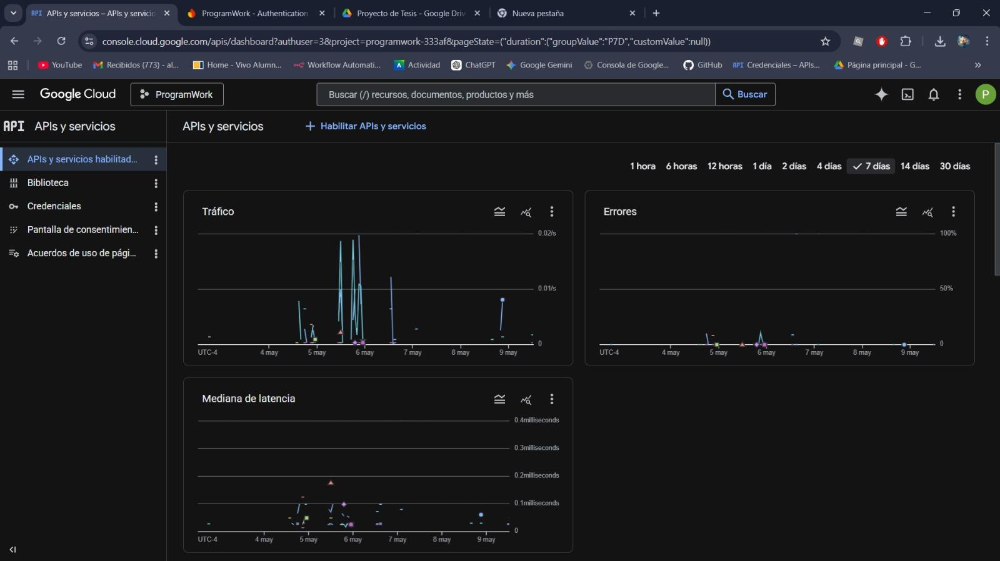 APIs y servicios – APIs y servicio
ProgramWork - Authentication
Proyecto de Tesis - Google Driv
Nueva pestaña
console.cloud.google.com/apis/dashboard?authuser=3&project=programwork-333af&pageState=("duration":("groupValue":"P7D","customValue":null))
YouTube
Recibidos (773) - al...
Home - Vivo Alumn...
Workflow Automati...
Actividad
ChatGPT
Google Gemini
Consola de Google...
GitHub
API Credenciales – APIs...
Página principal - G...
Google Cloud
ProgramWork
Buscar (/) recursos, documentos, productos y más
Buscar
P
API APIs y servicios
APIs y servicios
+ Habilitar APIs y servicios
APIs y servicios habilitad...
Biblioteca
Credenciales
Pantalla de consentimien...
Acuerdos de uso de pági...
1 hora 6 horas 12 horas 1 día 2 días 4 días 7 días 14 días 30 días
Tráfico
0.02/s
0.01/s
0
UTC-4 4 may 5 may 6 may 7 may 8 may 9 may
Errores
100%
50%
0
UTC-4 4 may 5 may 6 may 7 may 8 may 9 may
Mediana de latencia
0.4milliseconds
0.3milliseconds
0.2milliseconds
0.1milliseconds
0
UTC-4 4 may 5 may 6 may 7 may 8 may 9 may